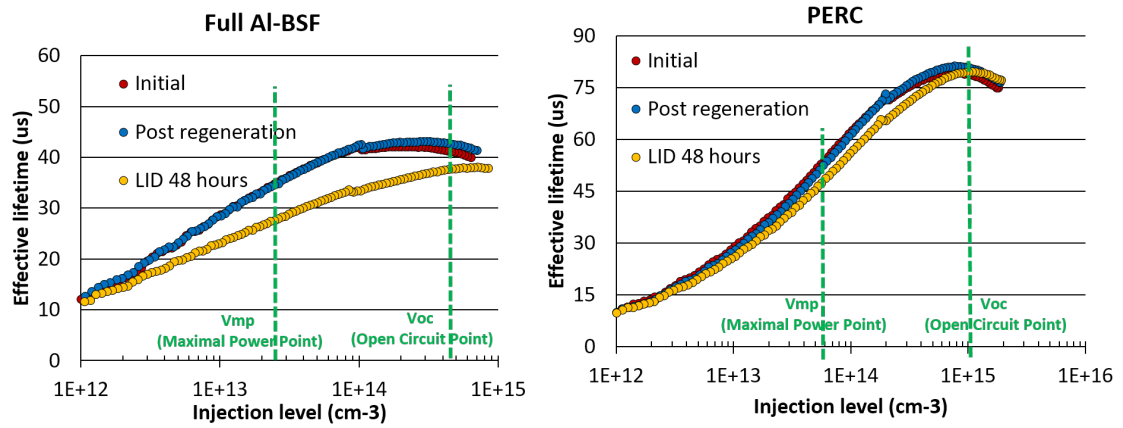 Full Al-BSF
60
50
40
30
20
10
0
Effective lifetime (us)
Initial
Post regeneration
LID 48 hours
Vmp
(Maximal Power Point)
Voc
(Open Circuit Point)
1E+12
1E+13
1E+14
1E+15
Injection level (cm-3)
PERC
90
75
60
45
30
15
0
Effective lifetime (us)
Initial
Post regeneration
LID 48 hours
Vmp
(Maximal Power Point)
Voc
(Open Circuit Point)
1E+12
1E+13
1E+14
1E+15
1E+16
Injection level (cm-3)